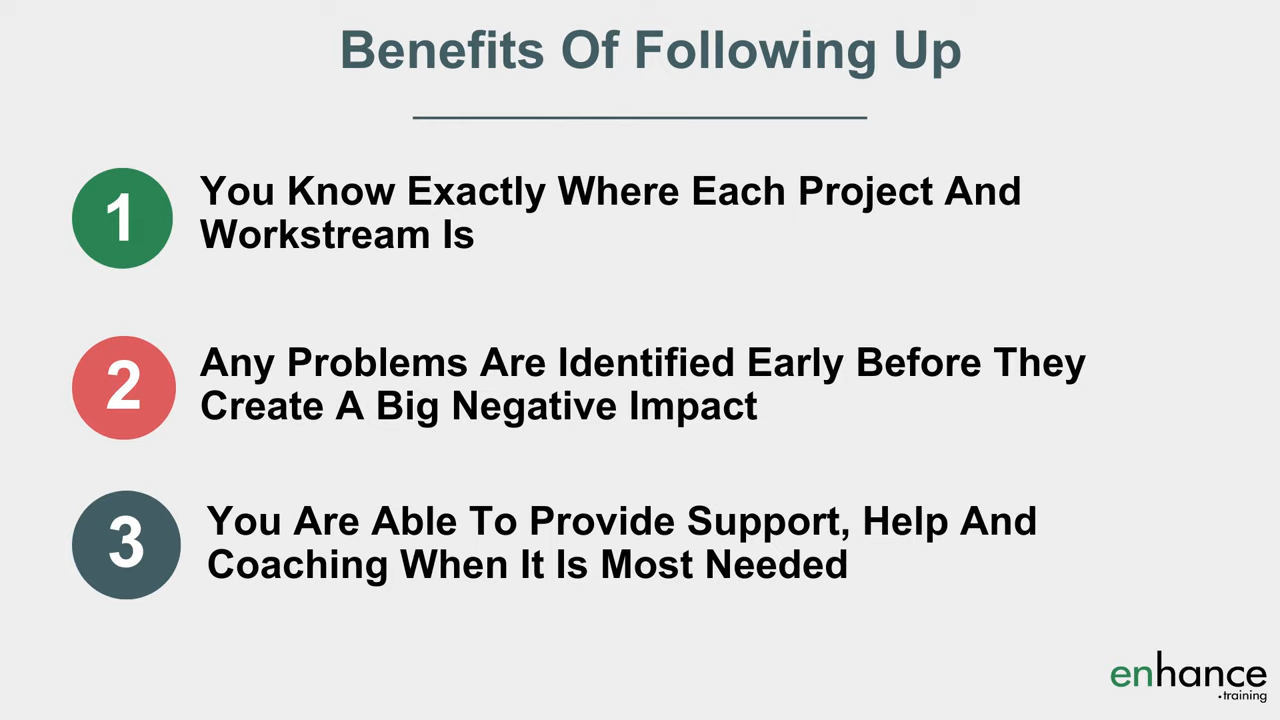 Benefits Of Following Up
1
You Know Exactly Where Each Project And
Workstream Is
2
Any Problems Are Identified Early Before They
Create A Big Negative Impact
3
You Are Able To Provide Support, Help And
Coaching When It Is Most Needed
enhance
.training